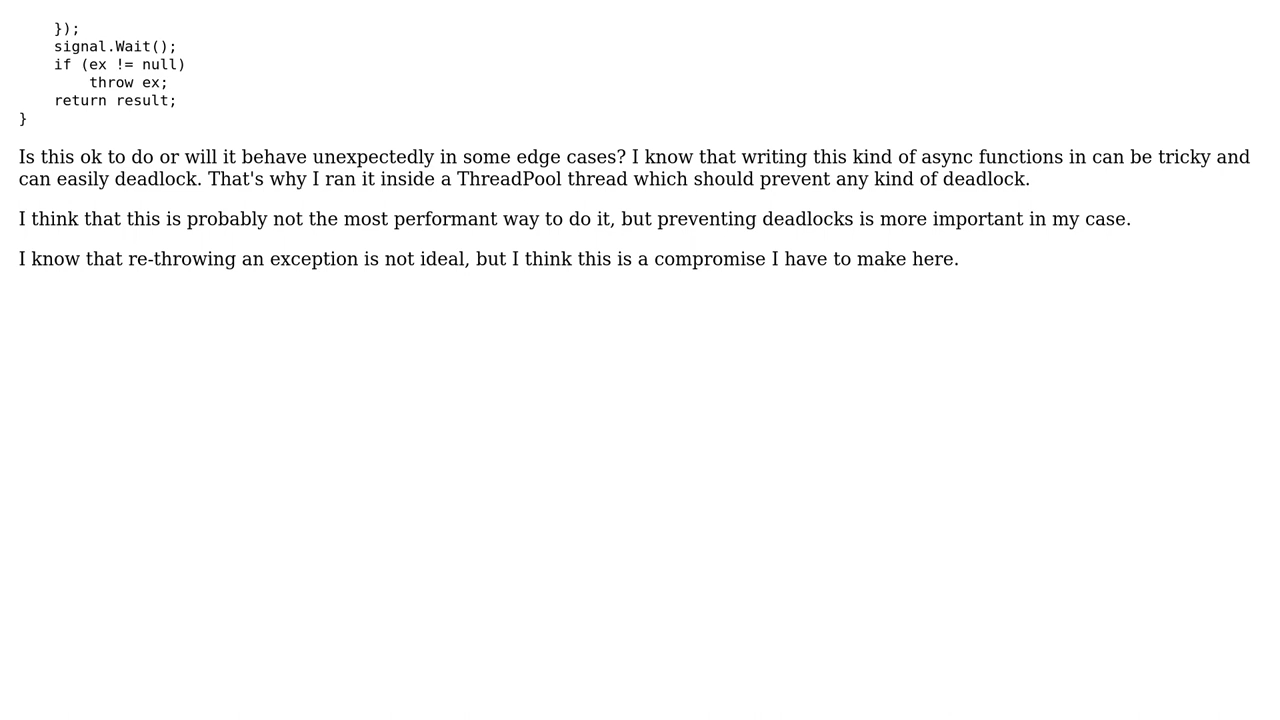 });
    signal.Wait();
    if (ex != null)
        throw ex;
    return result;
}
Is this ok to do or will it behave unexpectedly in some edge cases? I know that writing this kind of async functions in can be tricky and
can easily deadlock. That's why I ran it inside a ThreadPool thread which should prevent any kind of deadlock.
I think that this is probably not the most performant way to do it, but preventing deadlocks is more important in my case.
I know that re-throwing an exception is not ideal, but I think this is a compromise I have to make here.